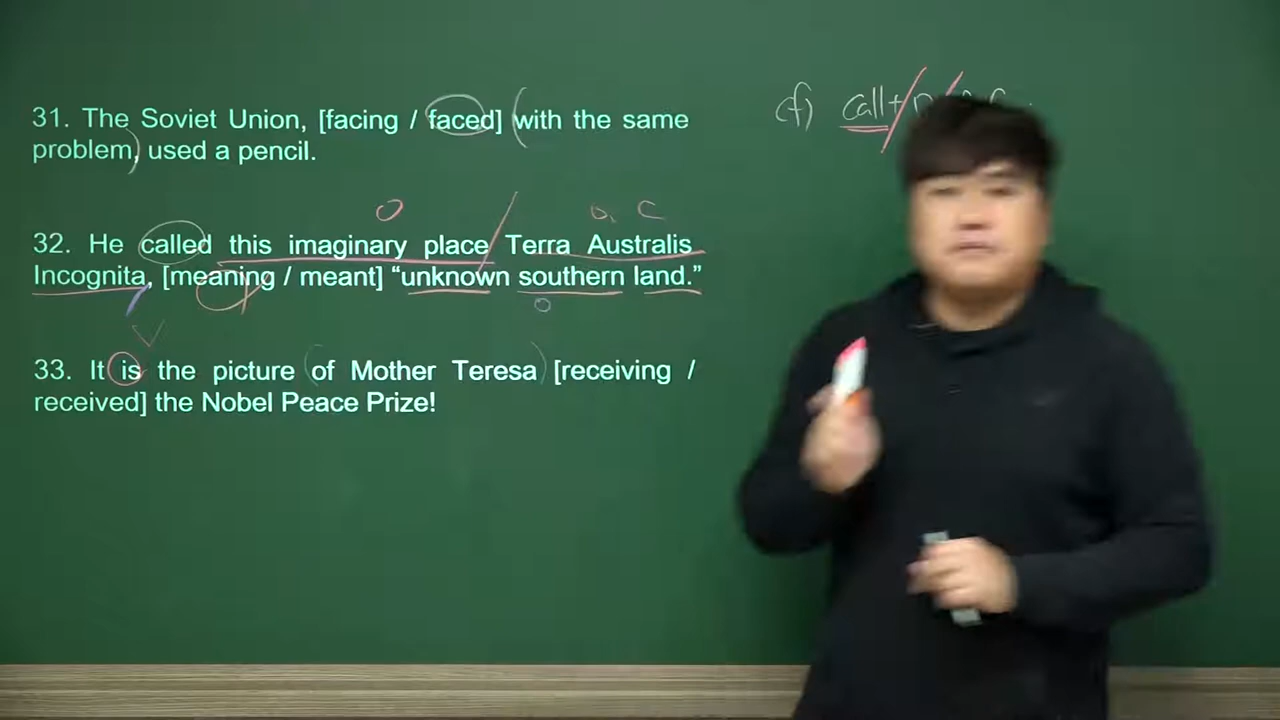 31. The Soviet Union, [facing / faced] with the same
problem, used a pencil.
O
O. C
32. He called this imaginary place Terra Australis
Incognita, [meaning / meant] “unknown southern land.”
O
V
33. It is the picture of Mother Teresa [receiving /
received] the Nobel Peace Prize!
cf) call +